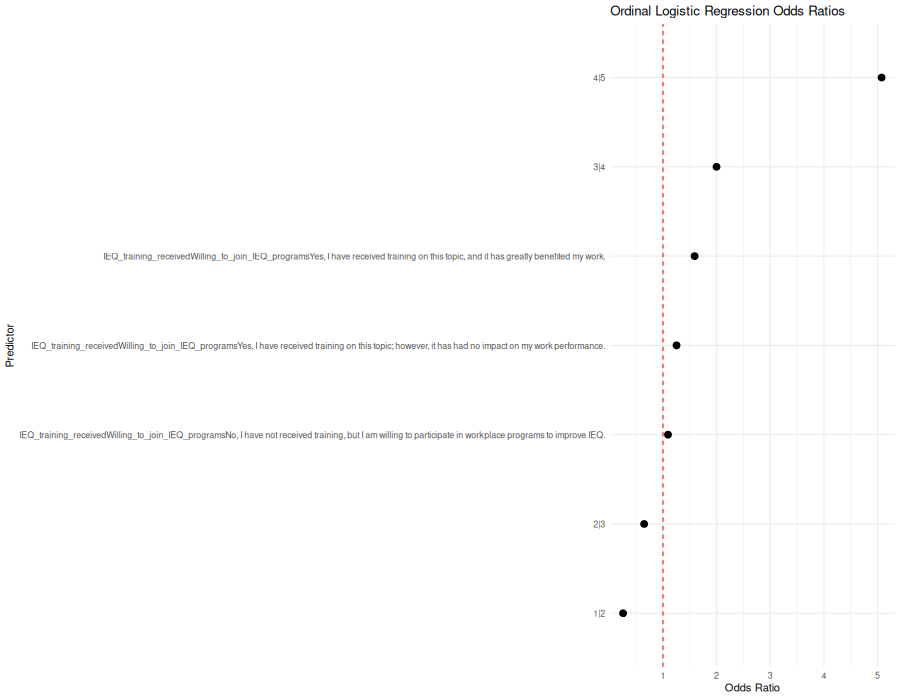 Ordinal Logistic Regression Odds Ratios
4|5
3|4
IEQ_training_receivedWilling_to_join_IEQ_programsYes, I have received training on this topic, and it has greatly benefited my work.
Predictor
IEQ_training_receivedWilling_to_join_IEQ_programsYes, I have received training on this topic; however, it has had no impact on my work performance.
IEQ_training_receivedWilling_to_join_IEQ_programsNo, I have not received training, but I am willing to participate in workplace programs to improve IEQ.
2|3
1|2
1 2 3 4 5
Odds Ratio